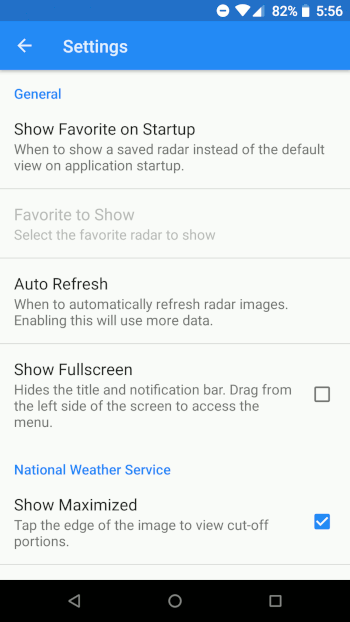 82% 5:56
Settings
General
Show Favorite on Startup
When to show a saved radar instead of the default
view on application startup.
Favorite to Show
Select the favorite radar to show
Auto Refresh
When to automatically refresh radar images.
Enabling this will use more data.
Show Fullscreen
Hides the title and notification bar. Drag from
the left side of the screen to access the
menu.
National Weather Service
Show Maximized
Tap the edge of the image to view cut-off
portions.